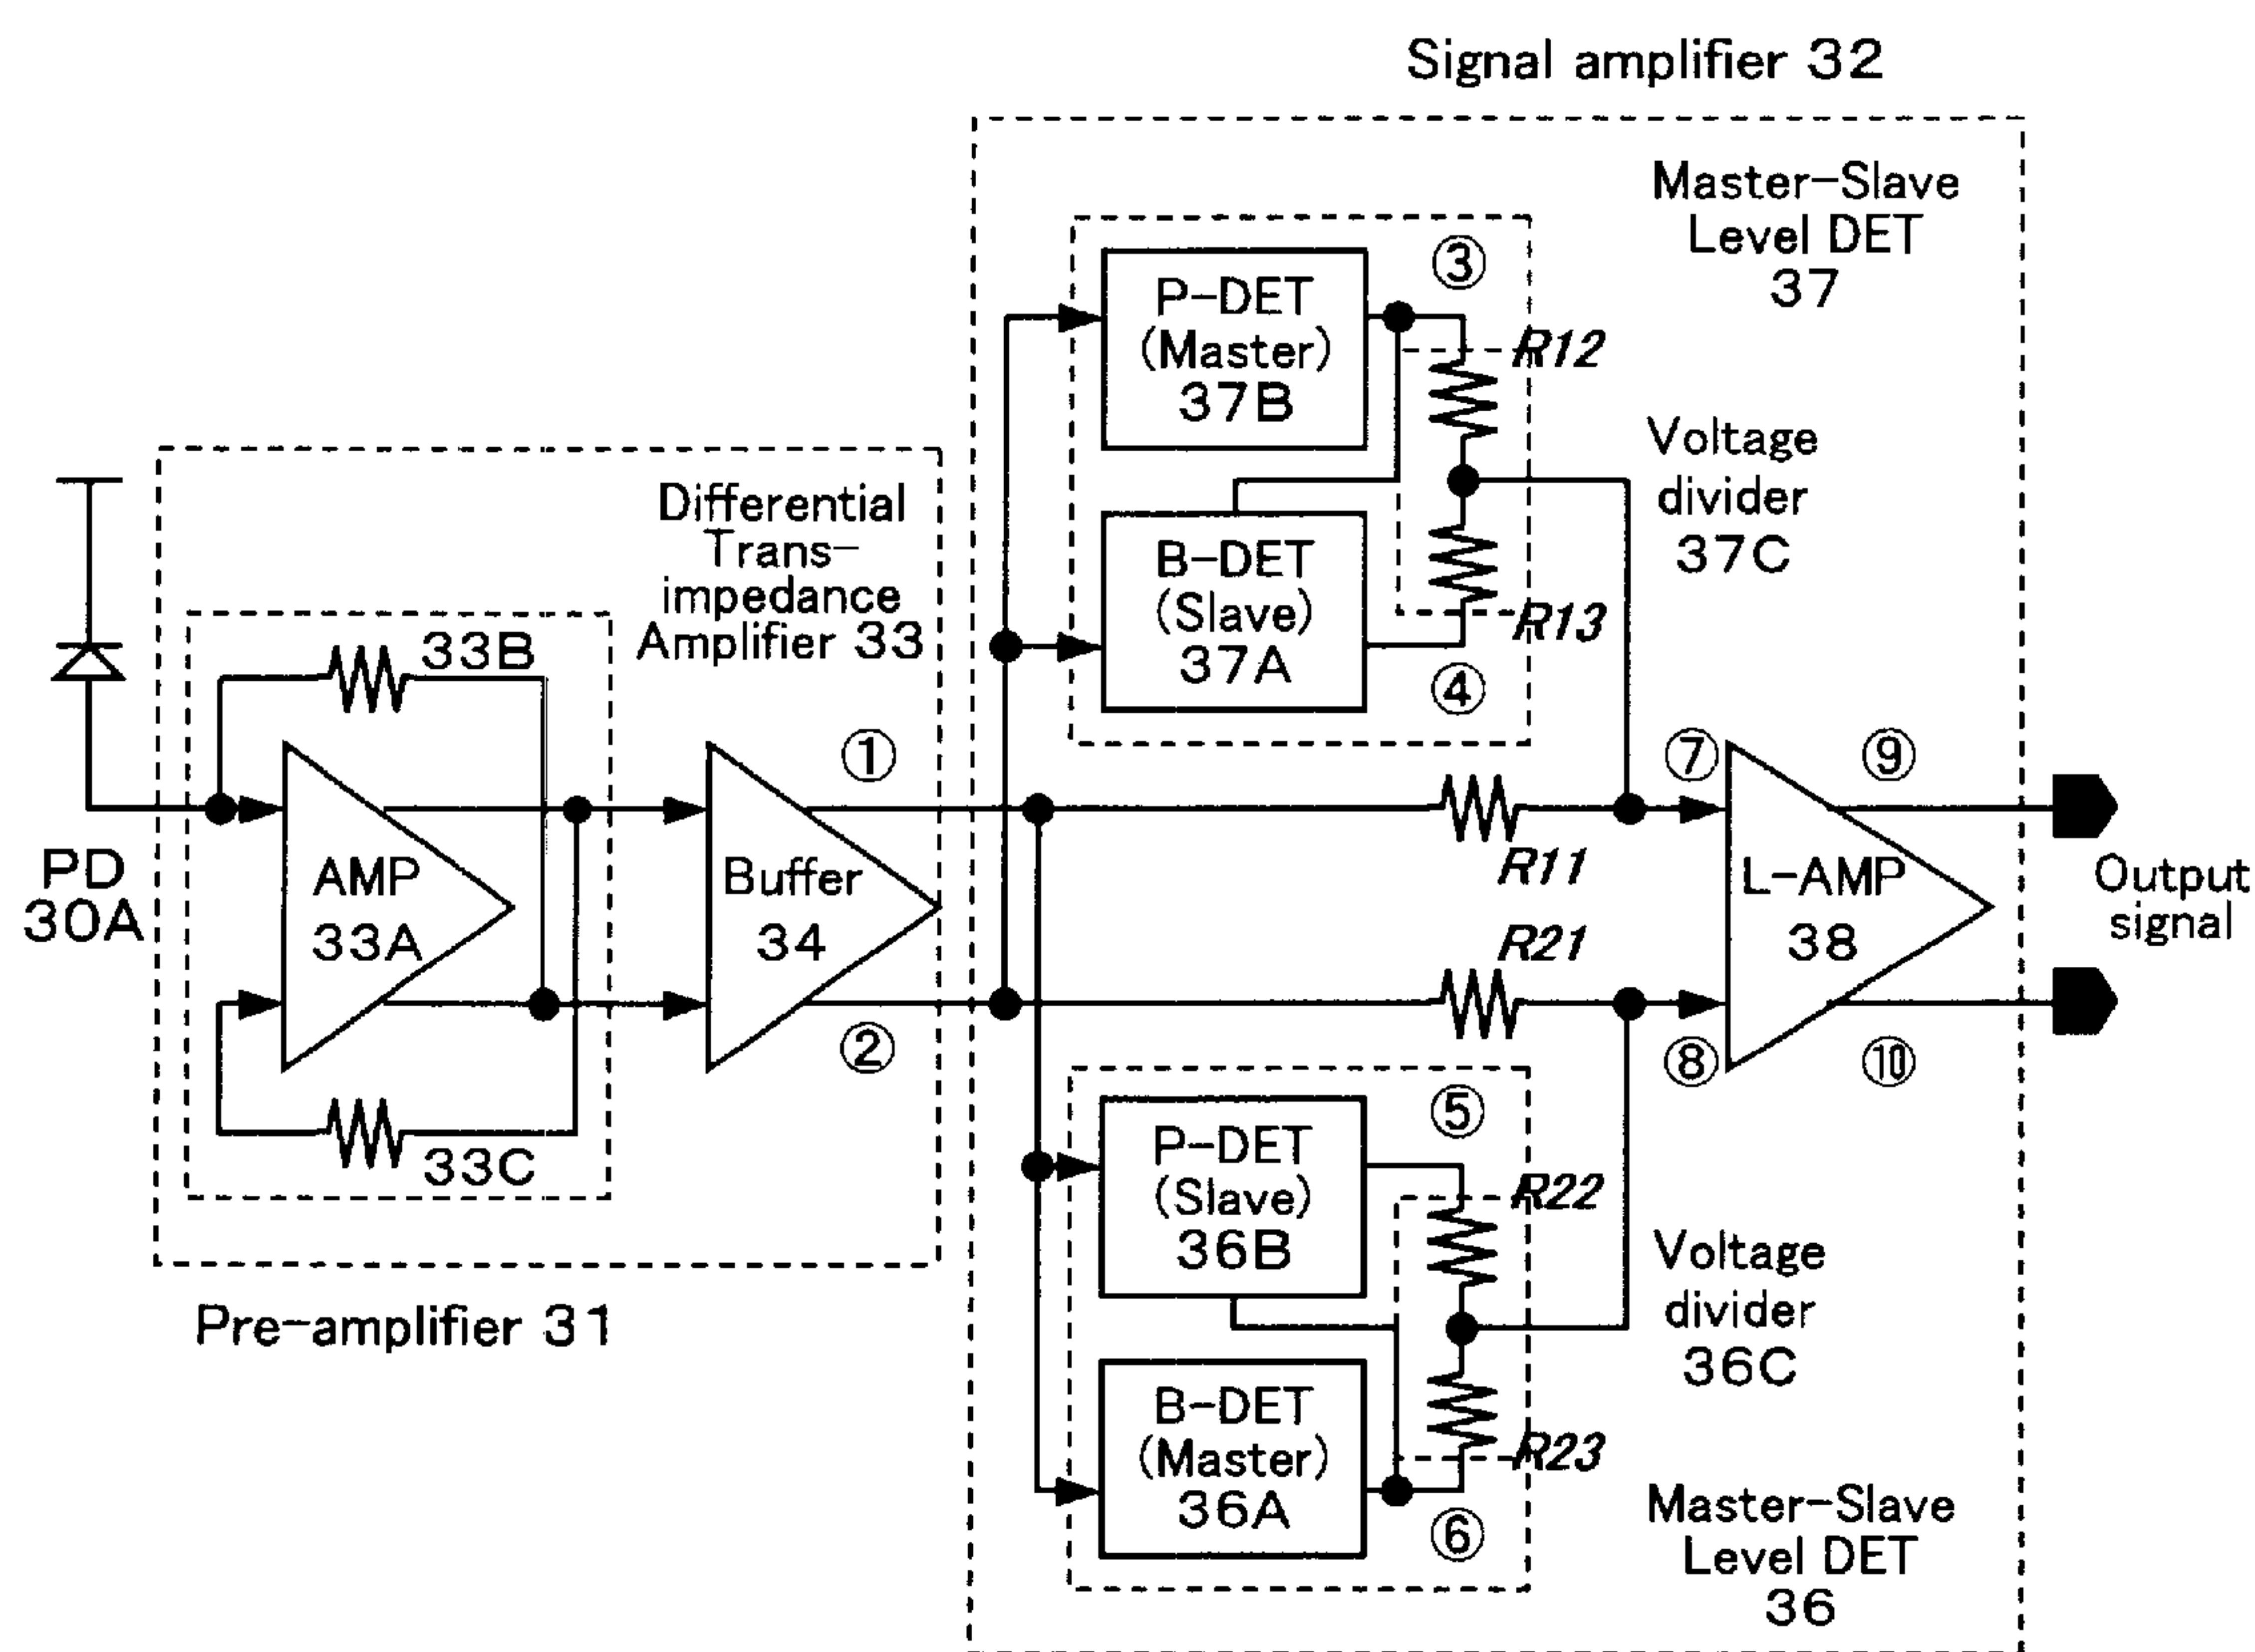 Signal amplifier 32
Master-Slave
Level DET
37
③
P-DET
(Master)
37B
R12
Voltage
divider
37C
B-DET
(Slave)
37A
R13
④
Differential
Trans-
impedance
Amplifier 33
33B
①
⑦
⑨
PD
30A
AMP
33A
Buffer
34
R11
L-AMP
38
Output
signal
R21
②
⑧
⑩
33C
⑤
P-DET
(Slave)
36B
R22
Voltage
divider
36C
Pre-amplifier 31
B-DET
(Master)
36A
R23
⑥
Master-Slave
Level DET
36